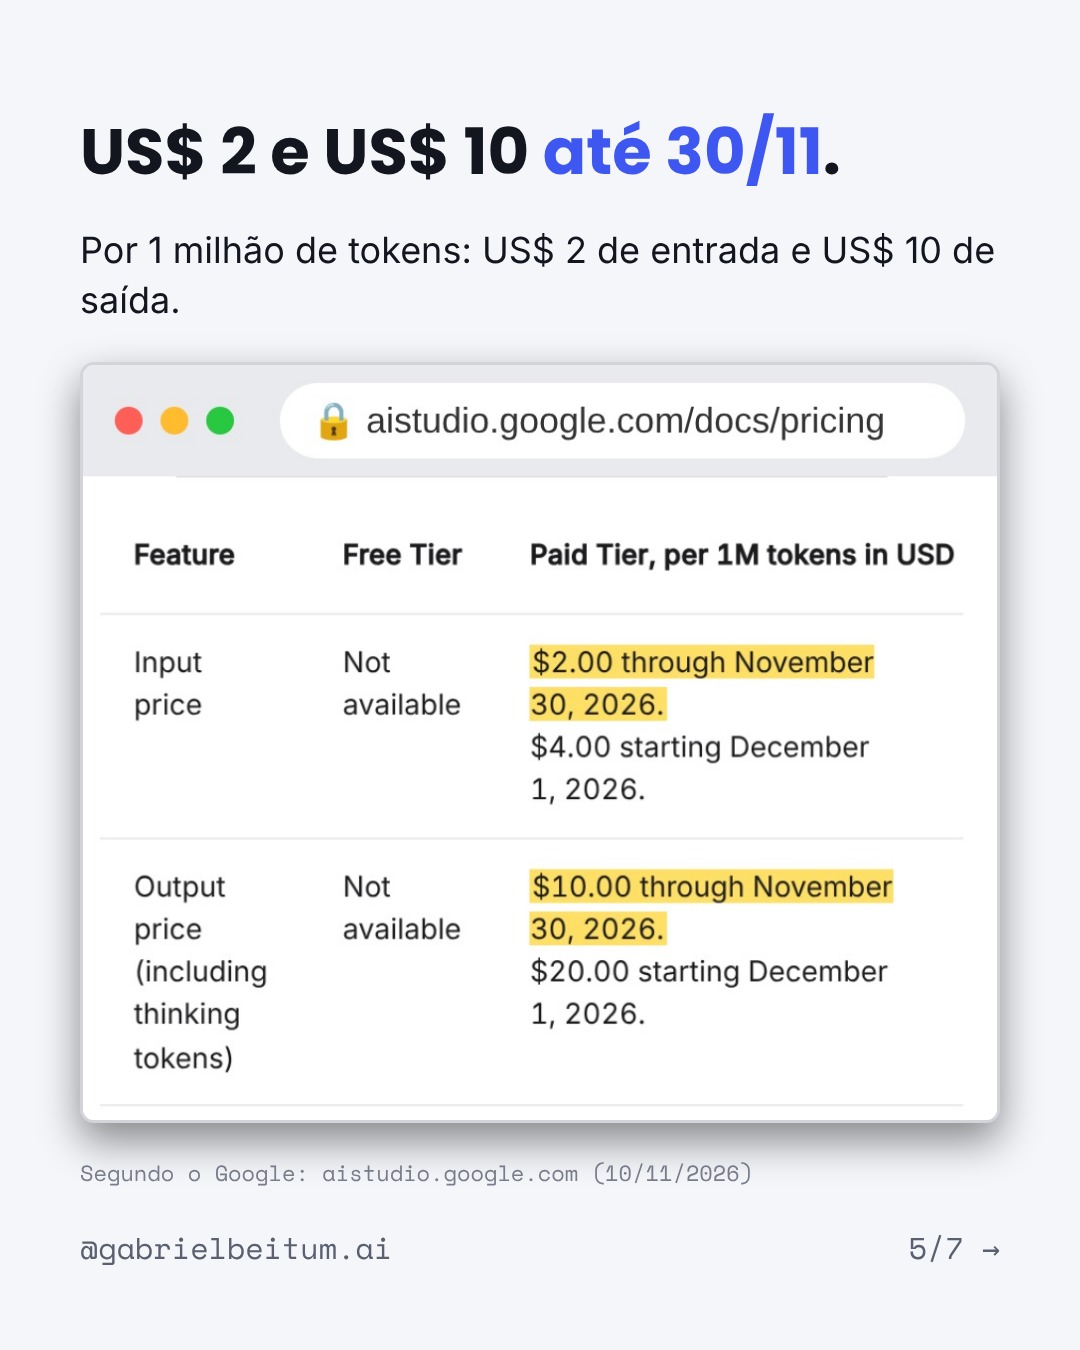 US$ 2 e US$ 10 até 30/11.
Por 1 milhão de tokens: US$ 2 de entrada e US$ 10 de
saída.
aistudio.google.com/docs/pricing
Feature
Free Tier
Paid Tier, per 1M tokens in USD
Input
price
Not
available
$2.00 through November
30, 2026.
$4.00 starting December
1, 2026.
Output
price
(including
thinking
tokens)
Not
available
$10.00 through November
30, 2026.
$20.00 starting December
1, 2026.
Segundo o Google: aistudio.google.com (10/11/2026)
@gabrielbeitum.ai
5/7 →